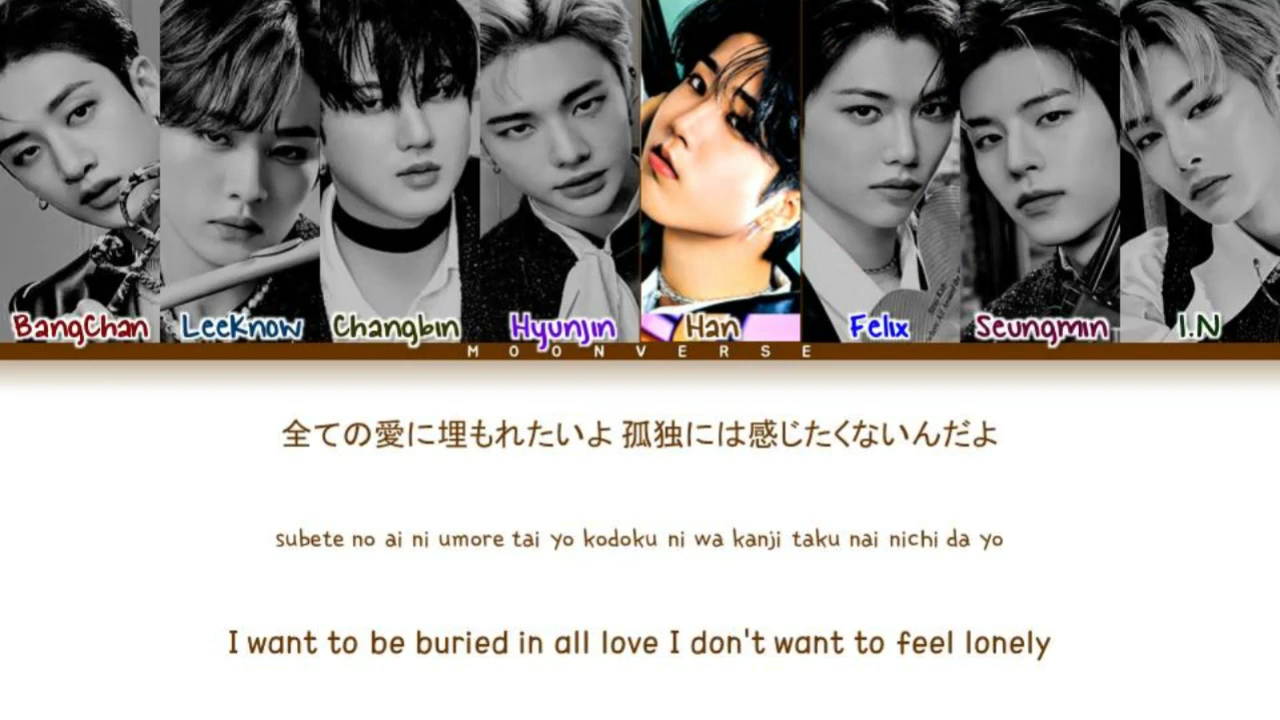 BangChan LeeKnow Changbin Hyunjin Han Felix Seungmin I.N
MOONVERSE
全ての愛に埋もれたいよ 孤独には感じたくないんだよ
subete no ai ni umore tai yo kodoku ni wa kanji taku nai nichi da yo
I want to be buried in all love I don't want to feel lonely